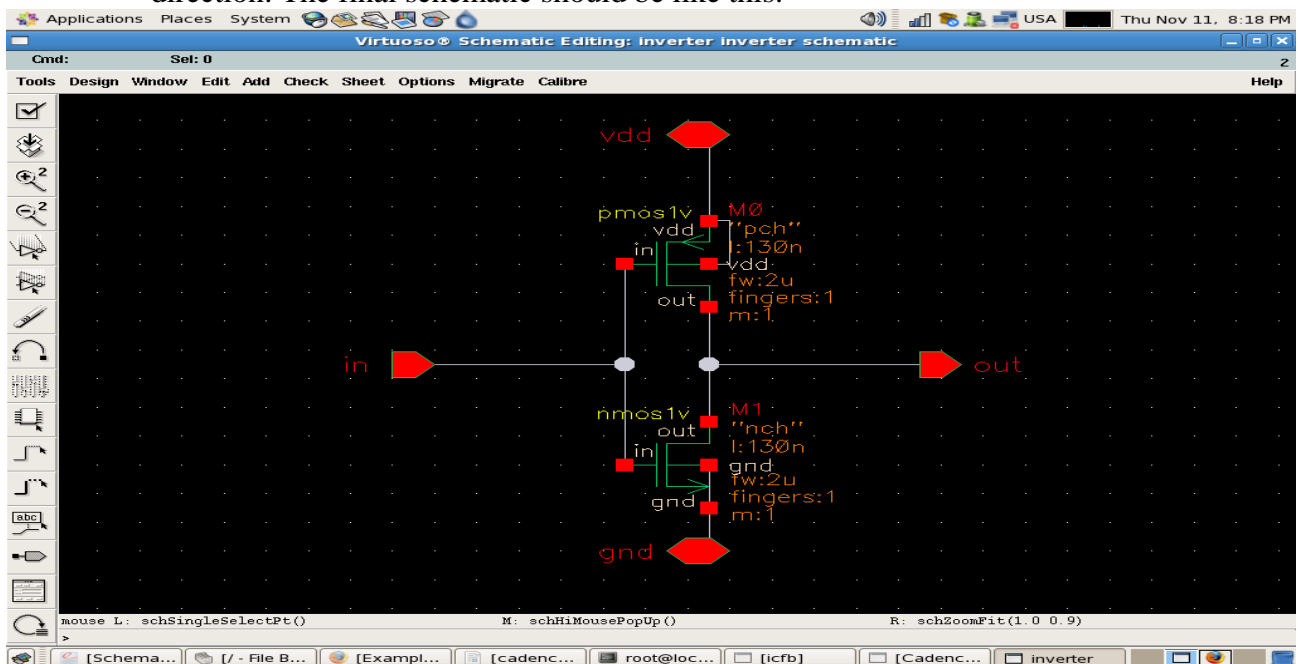 direction. The final schematic should be like this:
Applications Places System USA Thu Nov 11, 8:18 PM
Virtuoso® Schematic Editing: inverter inverter schematic
Cmd: Sel: 0 2
Tools Design Window Edit Add Check Sheet Options Migrate Calibre Help
vdd
pmos1v M0
vdd "pch"
in l:130n
vdd
fw:2u
out fingers:1
m:1
in out
nmos1v M1
out "nch"
in l:130n
gnd
fw:2u
gnd fingers:1
m:1
gnd
2
2
abc
mouse L: schSingleSelectPt() M: schHiMousePopUp() R: schZoomFit(1.0 0.9)
>
[Schema... [/ - File B... [Exampl... [cadenc... root@loc... [icfb] [Cadenc... inverter